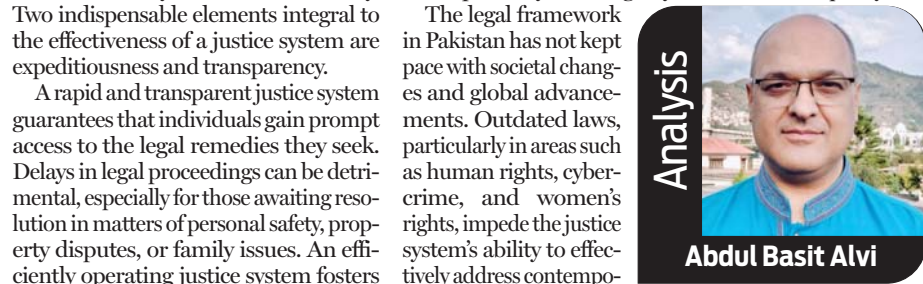 Two indispensable elements integral to
the effectiveness of a justice system are
expeditiousness and transparency.
A rapid and transparent justice system
guarantees that individuals gain prompt
access to the legal remedies they seek.
Delays in legal proceedings can be detri-
mental, especially for those awaiting reso-
lution in matters of personal safety, prop-
erty disputes, or family issues. An effi-
ciently operating justice system fosters
The legal framework
in Pakistan has not kept
pace with societal chang-
es and global advance-
ments. Outdated laws,
particularly in areas such
as human rights, cyber-
crime, and women's
rights, impede the justice
system's ability to effec-
tively address contempo-
Analysis
Abdul Basit Alvi